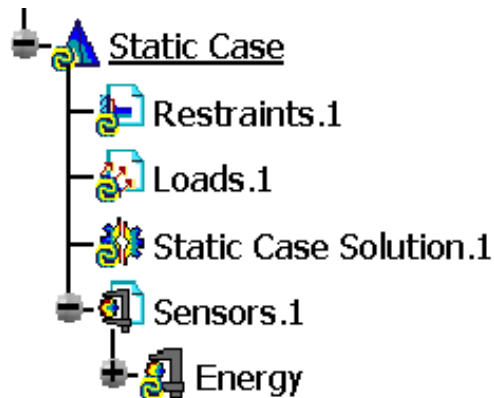 Static Case
Restraints.1
Loads.1
Static Case Solution.1
Sensors.1
Energy